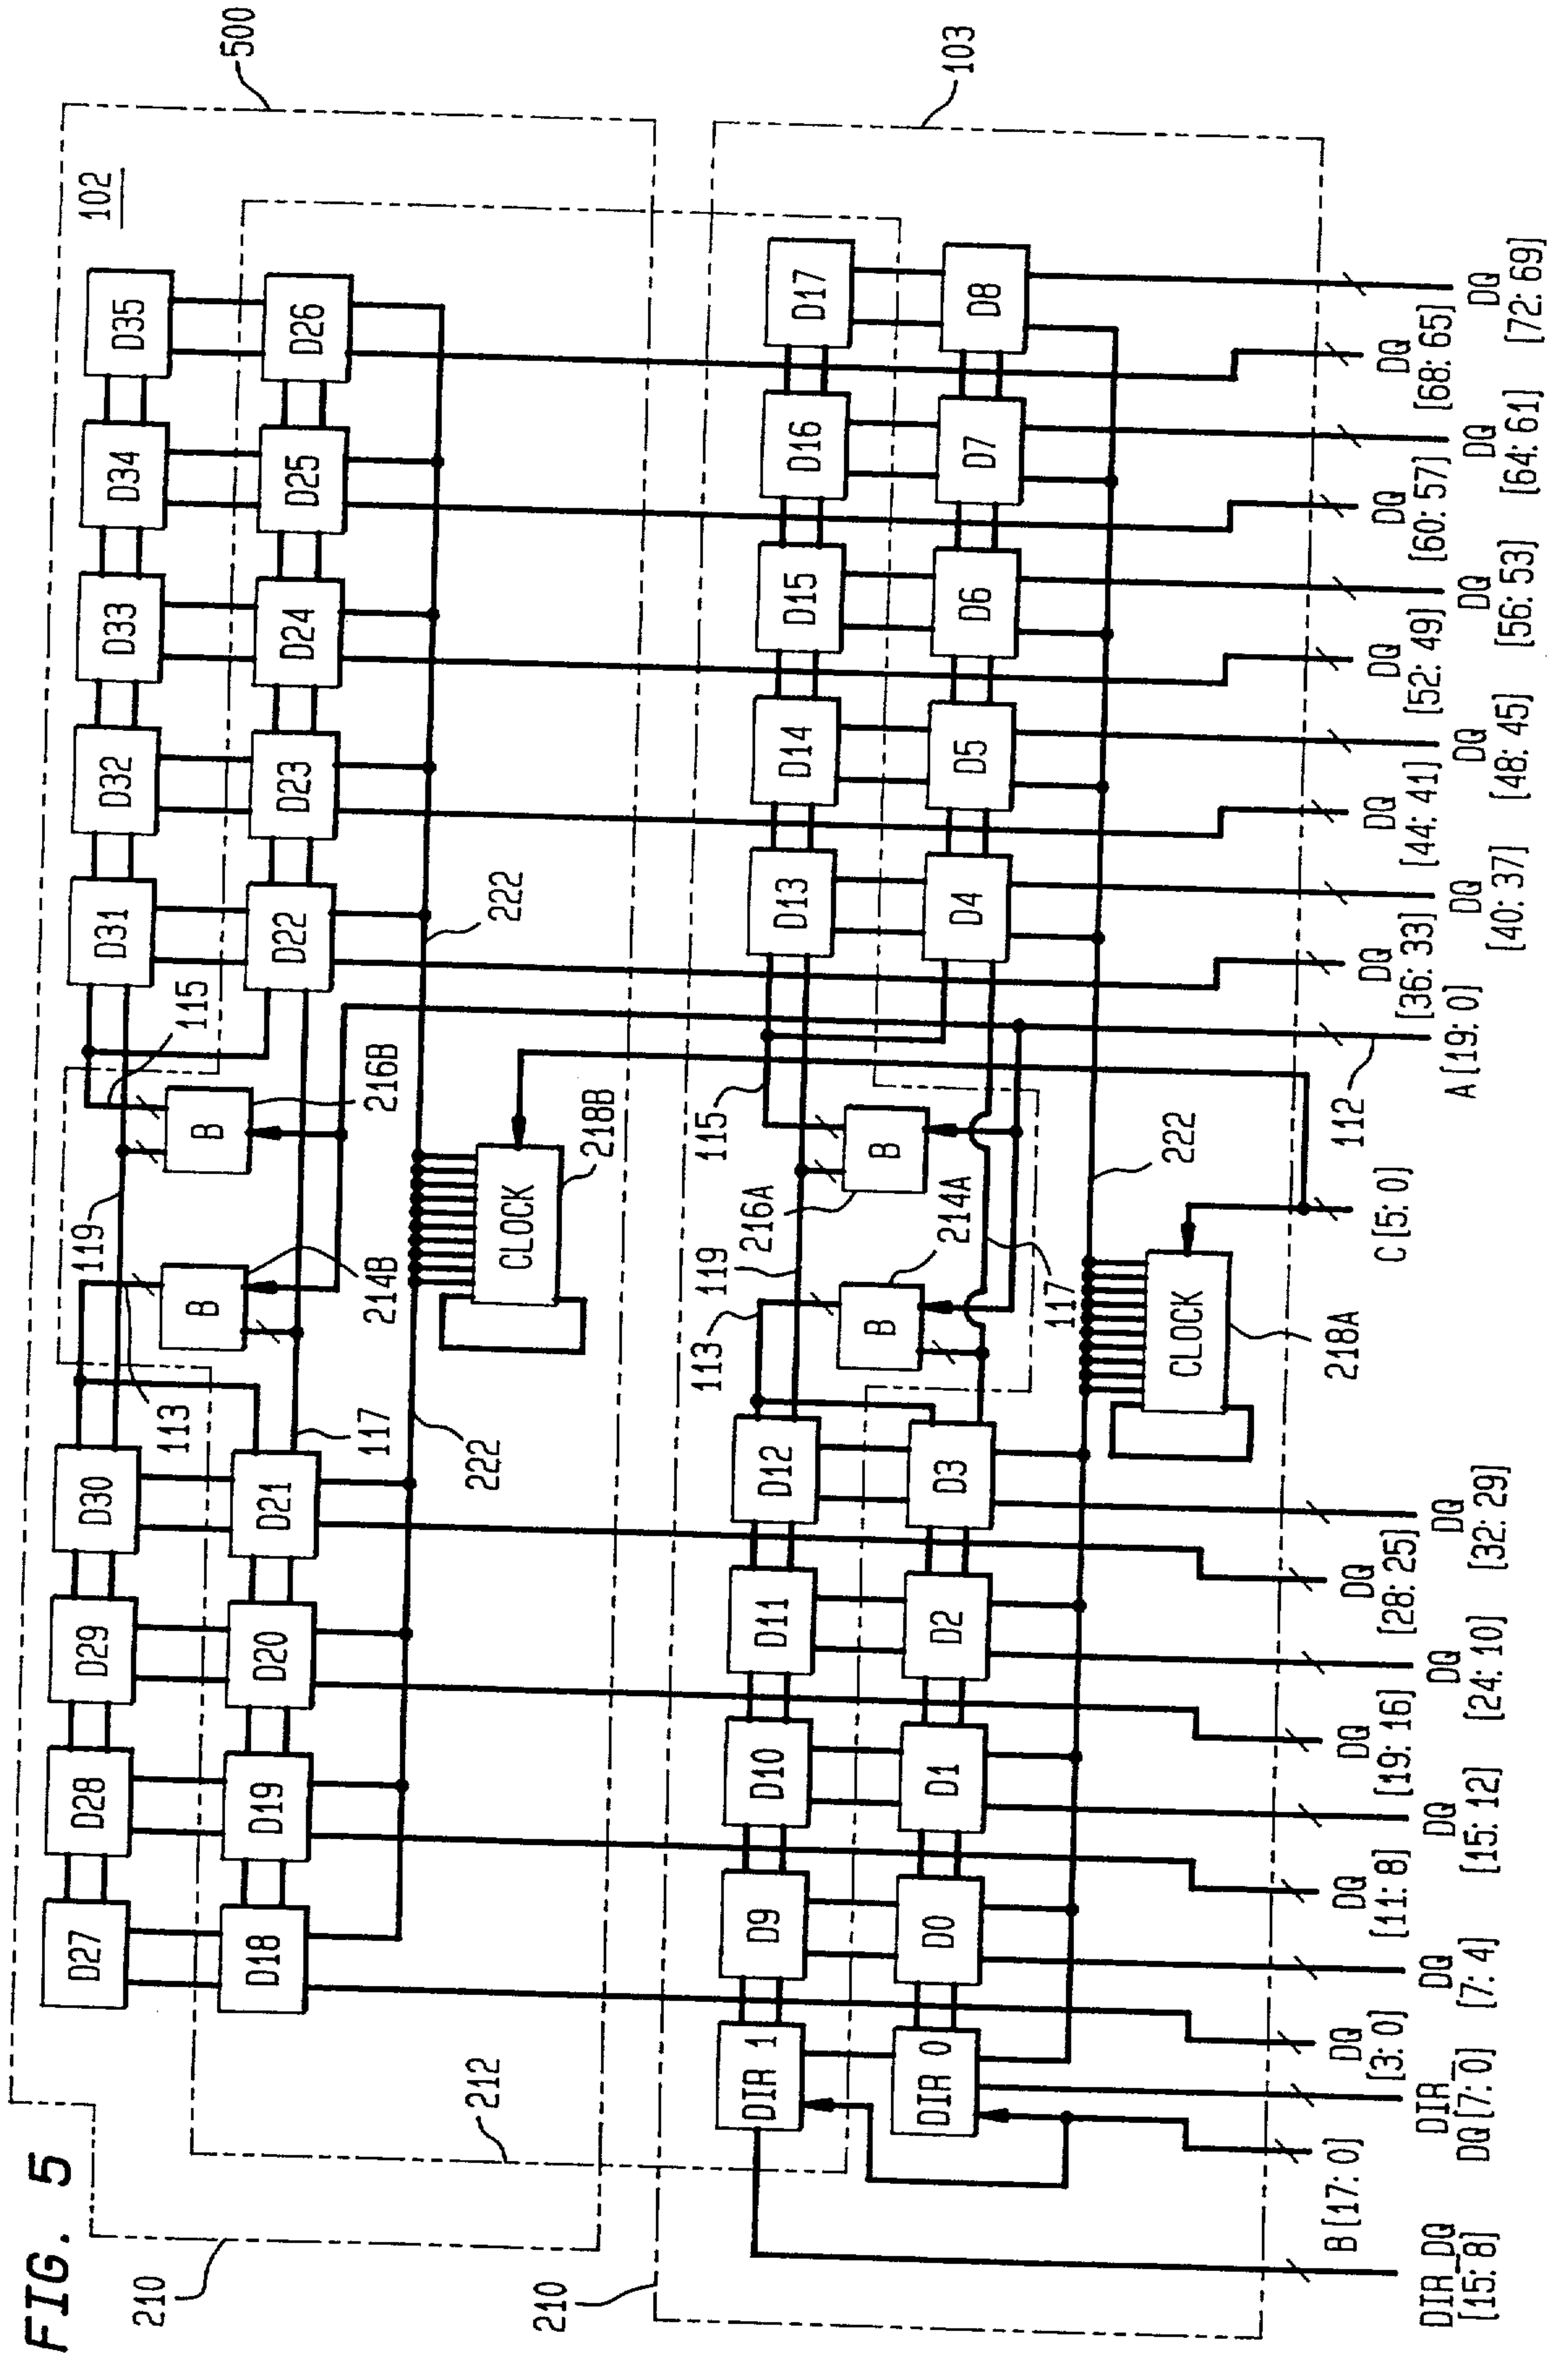 FIG. 5
500
102
210
D27 D28 D29 D30 D31 D32 D33 D34 D35
119
115
113
B
B
214B
216B
D18 D19 D20 D21 D22 D23 D24 D25 D26
117
222
222
CLOCK
218B
212
103
210
DIR 1 D9 D10 D11 D12 D13 D14 D15 D16 D17
113
119
115
B
B
216A
214A
DIR 0 D0 D1 D2 D3 D4 D5 D6 D7 D8
117
222
CLOCK
218A
112
DIR_DQ
[15: 8]
B [17: 0]
DIR_
DQ [7: 0]
DQ
[3: 0]
DQ
[7: 4]
DQ
[11: 8]
DQ
[15: 12]
DQ
[19: 16]
DQ
[24: 10]
DQ
[28: 25]
DQ
[32: 29]
C [5: 0]
A [19: 0]
DQ
[36: 33]
DQ
[40: 37]
DQ
[44: 41]
DQ
[48: 45]
DQ
[52: 49]
DQ
[56: 53]
DQ
[60: 57]
DQ
[64: 61]
DQ
[68: 65]
DQ
[72: 69]